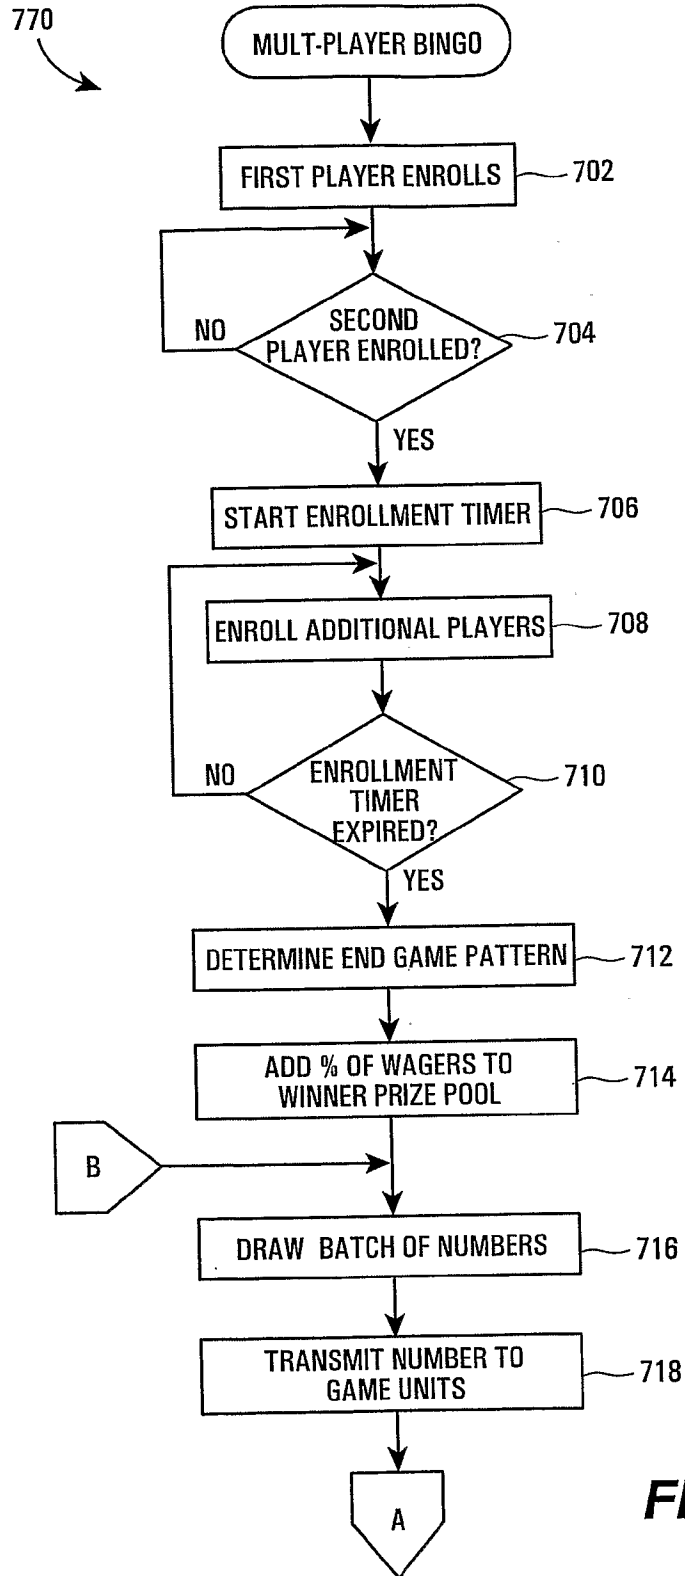 770
MULT-PLAYER BINGO
FIRST PLAYER ENROLLS
702
SECOND
PLAYER ENROLLED?
704
NO
YES
START ENROLLMENT TIMER
706
ENROLL ADDITIONAL PLAYERS
708
ENROLLMENT
TIMER
EXPIRED?
710
NO
YES
DETERMINE END GAME PATTERN
712
ADD % OF WAGERS TO
WINNER PRIZE POOL
714
B
DRAW BATCH OF NUMBERS
716
TRANSMIT NUMBER TO
GAME UNITS
718
A